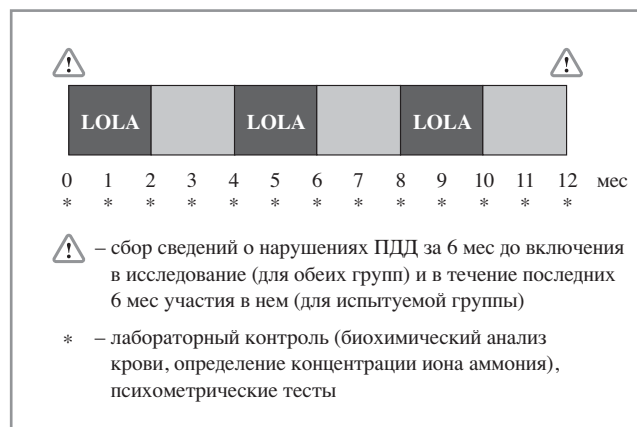 LOLA LOLA LOLA
0 1 2 3 4 5 6 7 8 9 10 11 12 мес
* * * * * * * * * * * * *
– сбор сведений о нарушениях ПДД за 6 мес до включения
в исследование (для обеих групп) и в течение последних
6 мес участия в нем (для испытуемой группы)
* – лабораторный контроль (биохимический анализ
крови, определение концентрации иона аммония),
психометрические тесты